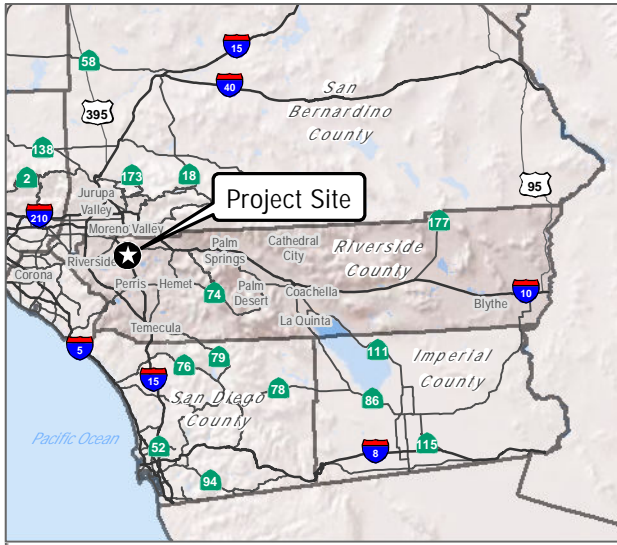 15
58
40
San
Bernardino
County
395
138
2
173
18
95
Jurupa
Valley
Project Site
210
Moreno Valley
177
Riverside
Palm
Springs
Cathedral
City
Riverside
County
Corona
Perris
Hemet
74
Palm
Desert
Coachella
10
Blythe
La Quinta
Temecula
5
79
76
111
Imperial
County
15
78
San Diego
County
86
Pacific Ocean
52
8
115
94